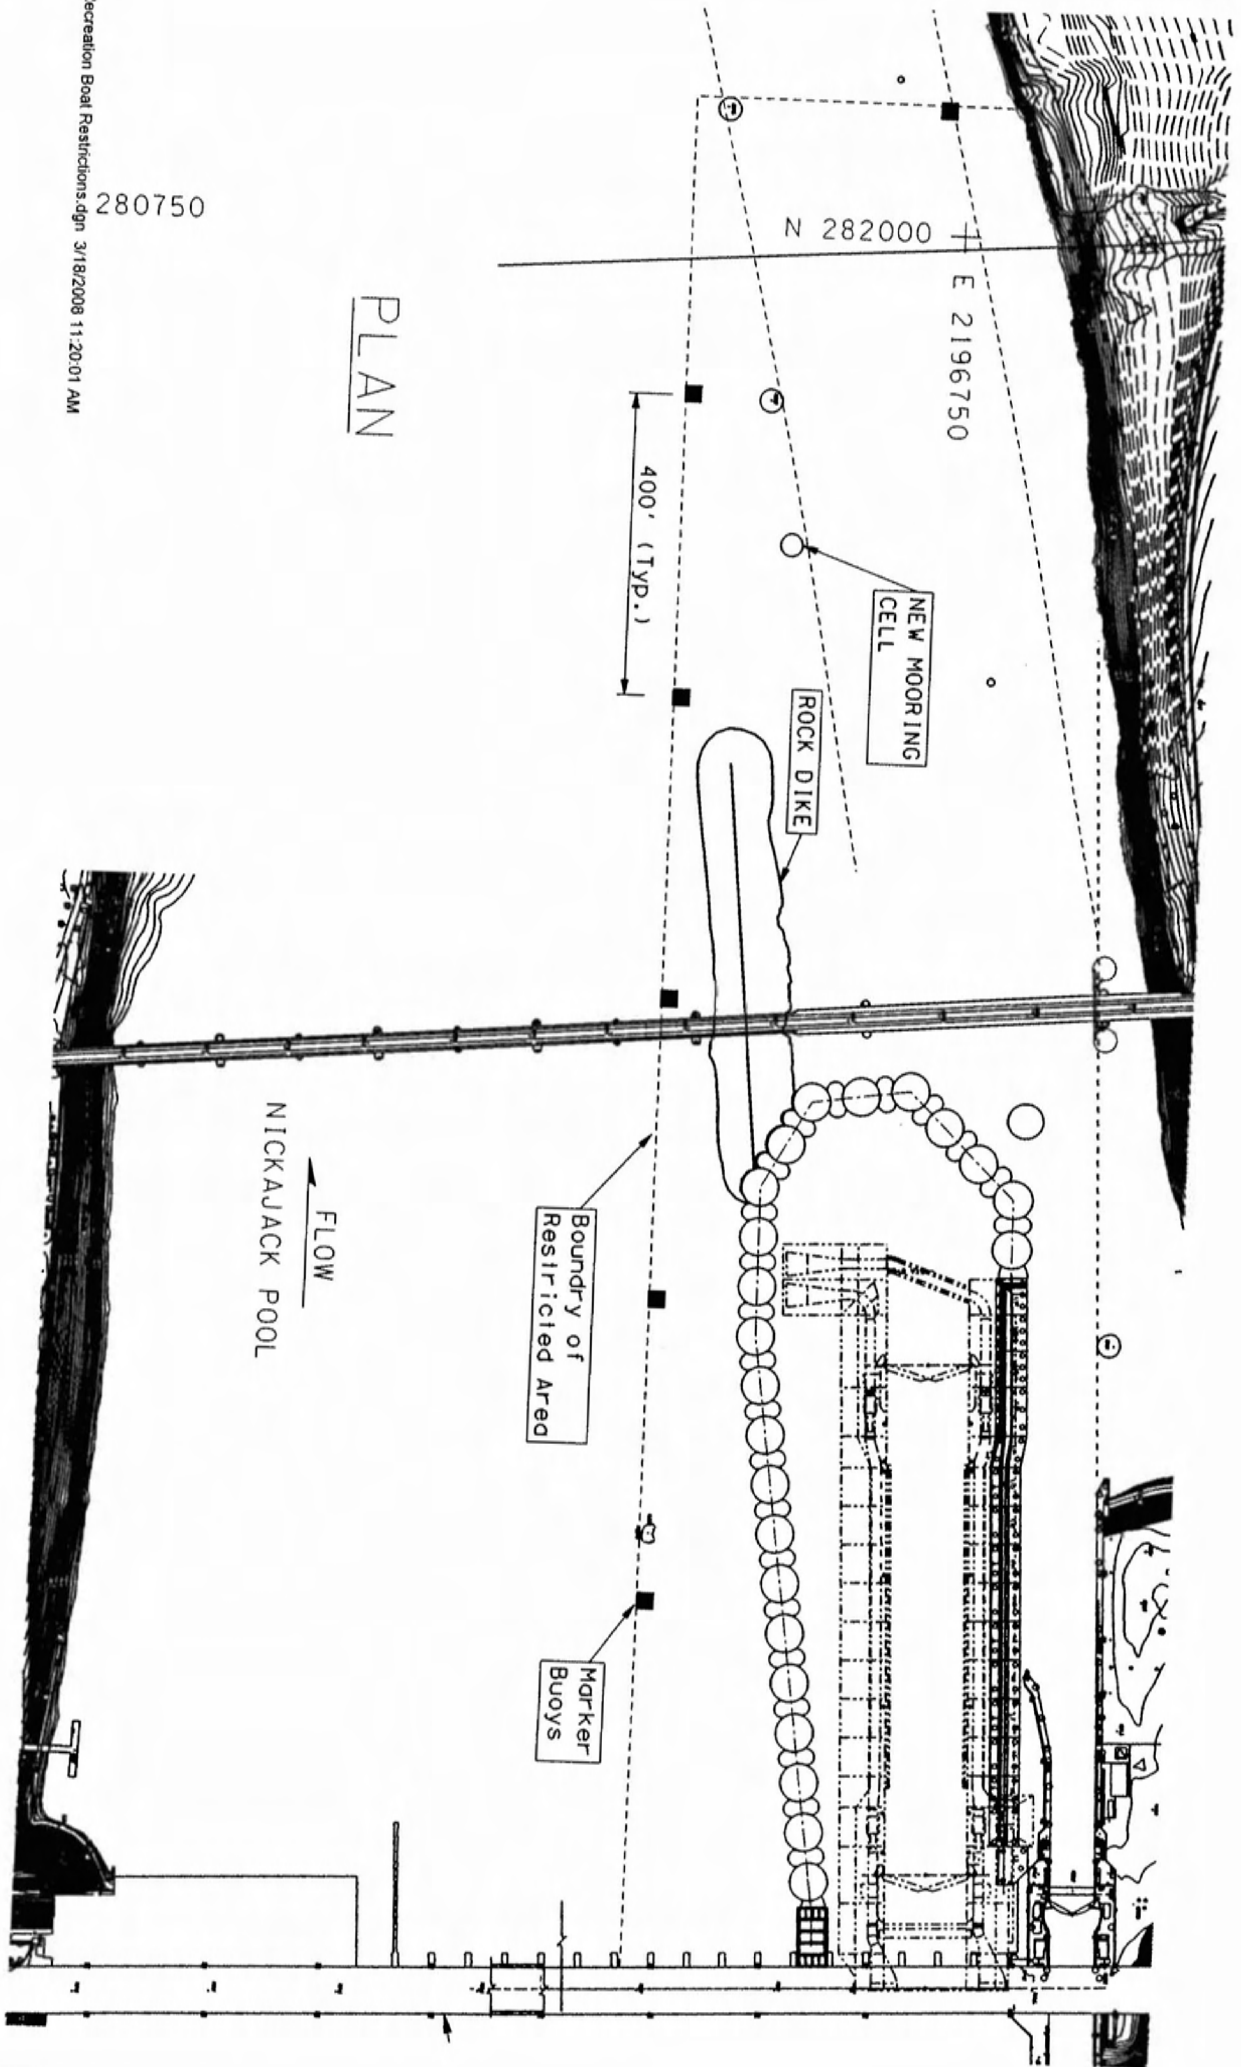 ecreation Boat Restrictions.dgn 3/18/2008 11:20:01 AM
280750
PLAN
N 282000
E 2196750
400' (Typ.)
NEW MOORING
CELL
ROCK DIKE
FLOW
NICKAJACK POOL
Boundry of
Restricted Area
Marker
Buoys